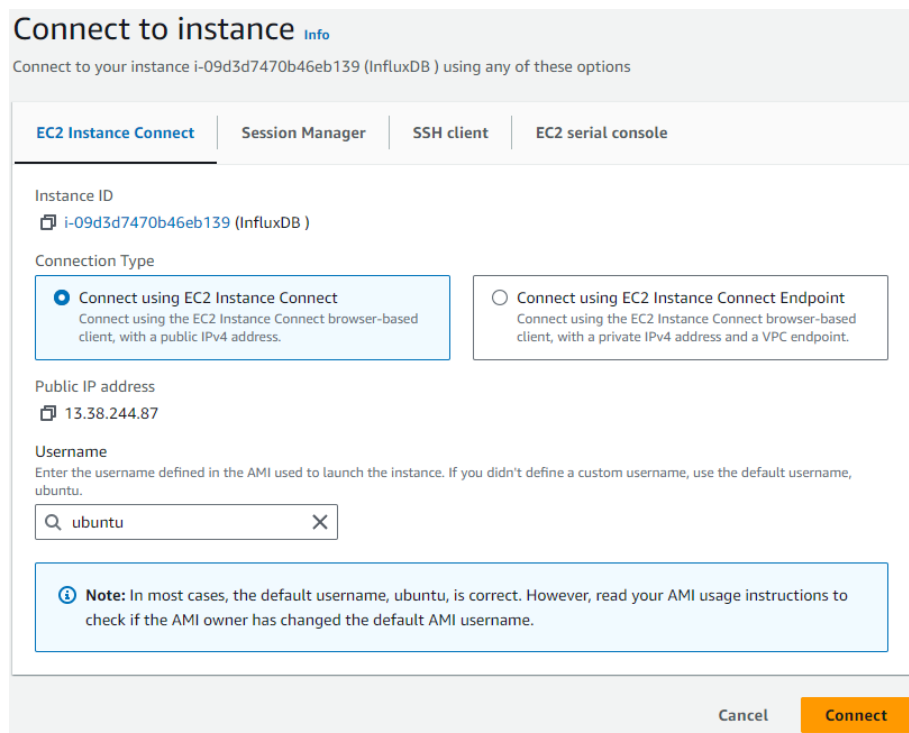 Connect to instance Info
Connect to your instance i-09d3d7470b46eb139 (InfluxDB ) using any of these options
EC2 Instance Connect Session Manager SSH client EC2 serial console
Instance ID
i-09d3d7470b46eb139 (InfluxDB )
Connection Type
Connect using EC2 Instance Connect
Connect using the EC2 Instance Connect browser-based
client, with a public IPv4 address.
Connect using EC2 Instance Connect Endpoint
Connect using the EC2 Instance Connect browser-based
client, with a private IPv4 address and a VPC endpoint.
Public IP address
13.38.244.87
Username
Enter the username defined in the AMI used to launch the instance. If you didn't define a custom username, use the default username,
ubuntu.
ubuntu
Note: In most cases, the default username, ubuntu, is correct. However, read your AMI usage instructions to
check if the AMI owner has changed the default AMI username.
Cancel Connect